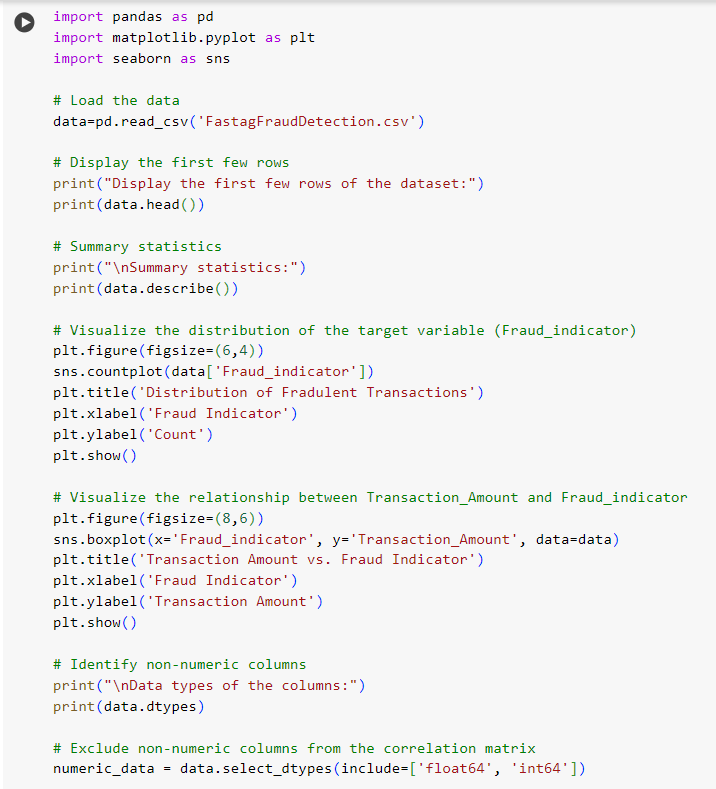 import pandas as pd
import matplotlib.pyplot as plt
import seaborn as sns
# Load the data
data=pd.read_csv('FastagFraudDetection.csv')
# Display the first few rows
print("Display the first few rows of the dataset:")
print(data.head())
# Summary statistics
print("\nSummary statistics:")
print(data.describe())
# Visualize the distribution of the target variable (Fraud_indicator)
plt.figure(figsize=(6,4))
sns.countplot(data['Fraud_indicator'])
plt.title('Distribution of Fradulent Transactions')
plt.xlabel('Fraud Indicator')
plt.ylabel('Count')
plt.show()
# Visualize the relationship between Transaction_Amount and Fraud_indicator
plt.figure(figsize=(8,6))
sns.boxplot(x='Fraud_indicator', y='Transaction_Amount', data=data)
plt.title('Transaction Amount vs. Fraud Indicator')
plt.xlabel('Fraud Indicator')
plt.ylabel('Transaction Amount')
plt.show()
# Identify non-numeric columns
print("\nData types of the columns:")
print(data.dtypes)
# Exclude non-numeric columns from the correlation matrix
numeric_data = data.select_dtypes(include=['float64', 'int64'])